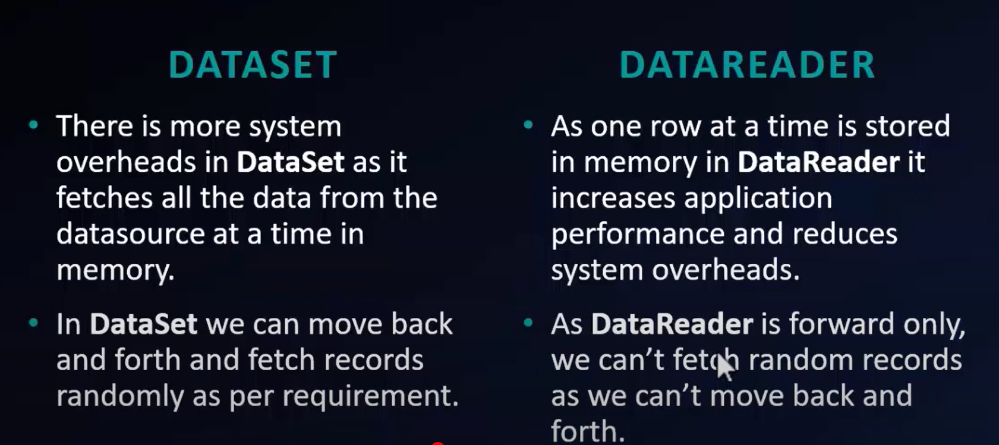 DATASET
• There is more system
overheads in DataSet as it
fetches all the data from the
datasource at a time in
memory.
• In DataSet we can move back
and forth and fetch records
randomly as per requirement.
DATAREADER
• As one row at a time is stored
in memory in DataReader it
increases application
performance and reduces
system overheads.
• As DataReader is forward only,
we can’t fetch random records
as we can’t move back and
forth.